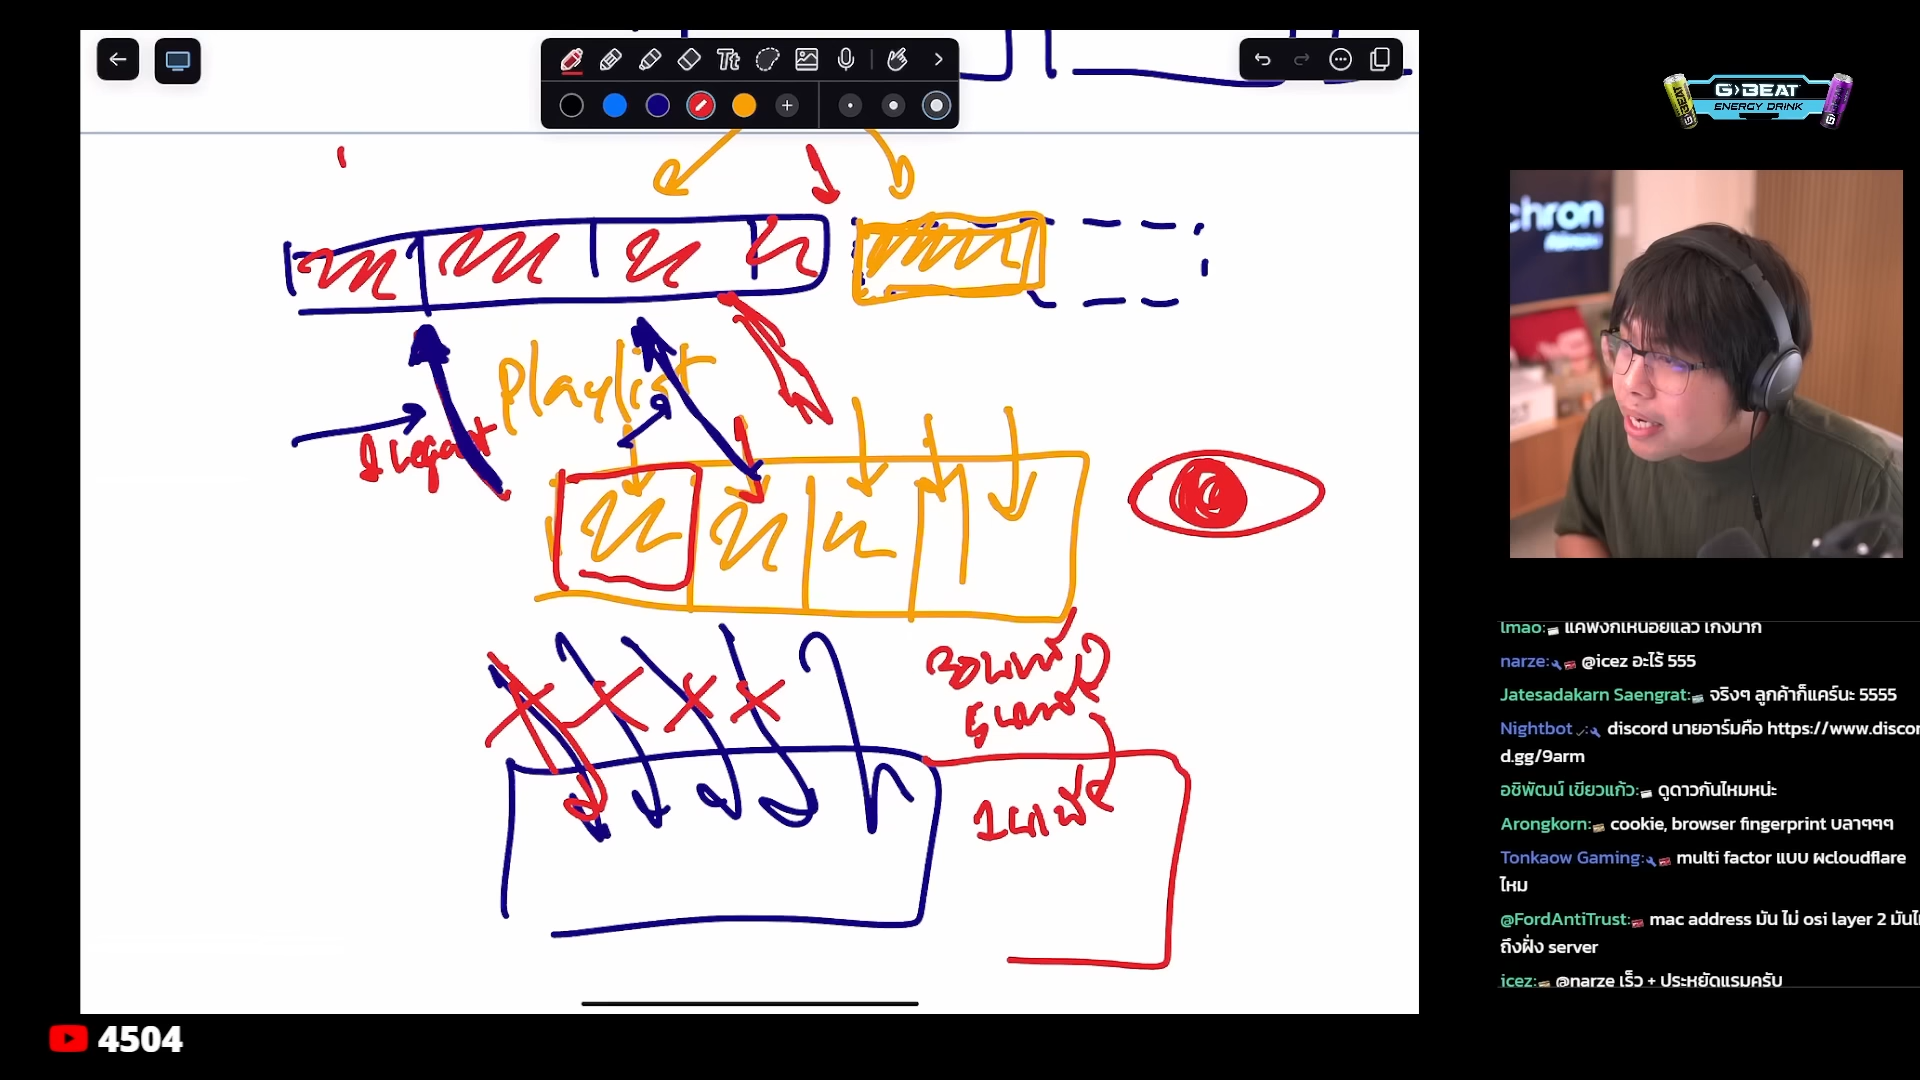 Tt
G BEAT
ENERGY DRINK
chron
Playlist
lmao: แค่ฟังก็เหนื่อยแล้ว เก่งมาก
narze: @icez อะไร้ 555
Jatesadakarn Saengrat: จริงๆ ลูกค้าก็แคร์นะ 5555
Nightbot: discord นายอาร์มคือ https://www.discor
d.gg/9arm
อชิพัฒน์ เขียวแก้ว: ดูดาวกันไหมหน่ะ
Arongkorn: cookie, browser fingerprint บลาๆๆๆ
Tonkaow Gaming: multi factor แบบ ผcloudflare
ไหม
@FordAntiTrust: mac address มัน ไม่ osi layer 2 มันไ
ถึงฝั่ง server
icez: @narze เร็ว + ประหยัดแรมครับ
4504